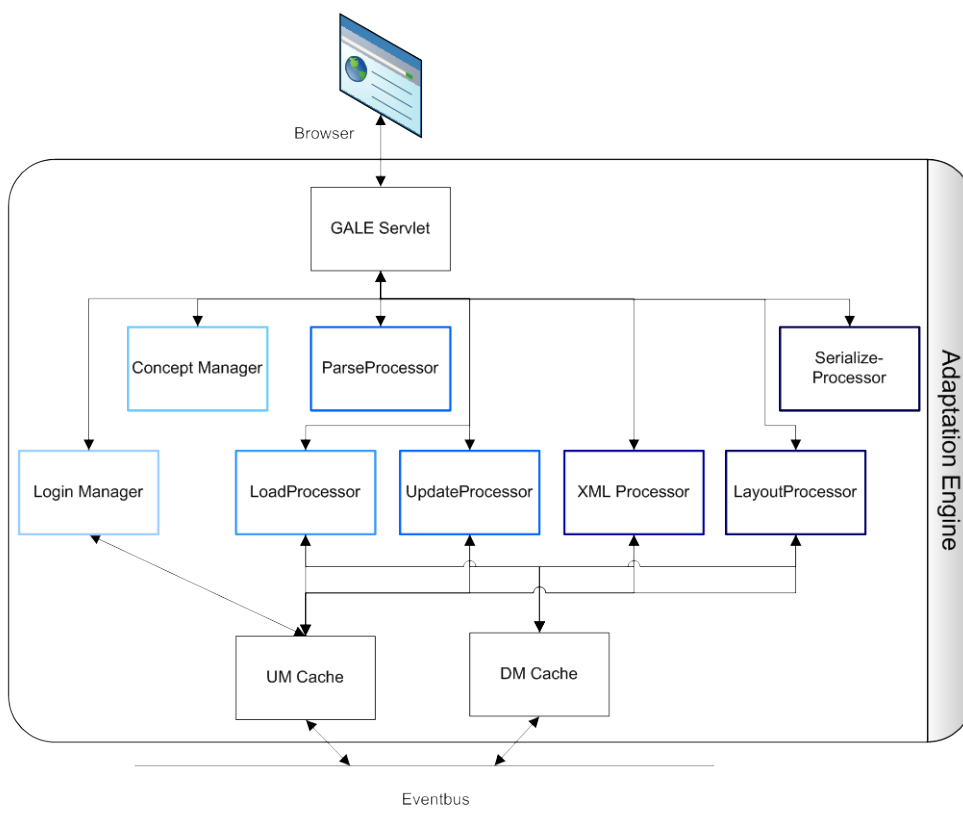 Browser
GALE Servlet
Concept Manager
ParseProcessor
Serialize-
Processor
Adaptation Engine
Login Manager
LoadProcessor
UpdateProcessor
XML Processor
LayoutProcessor
UM Cache
DM Cache
Eventbus